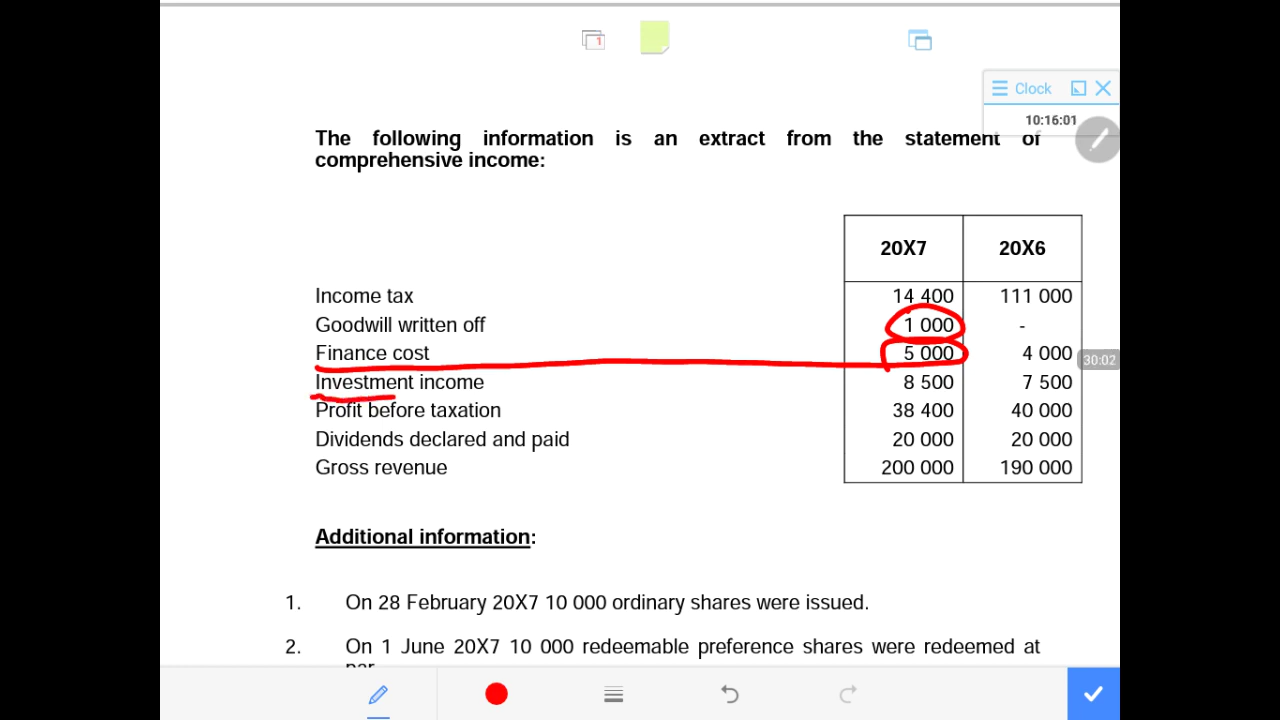 1
Clock
10:16:01
The following information is an extract from the statement of
comprehensive income:
20X7 20X6
Income tax 14 400 111 000
Goodwill written off 1 000 -
Finance cost 5 000 4 000
30:02
Investment income 8 500 7 500
Profit before taxation 38 400 40 000
Dividends declared and paid 20 000 20 000
Gross revenue 200 000 190 000
Additional information:
1. On 28 February 20X7 10 000 ordinary shares were issued.
2. On 1 June 20X7 10 000 redeemable preference shares were redeemed at
par